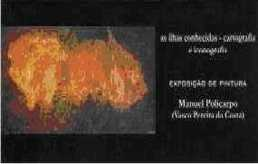 as ilhas conhecidas - cartografia
e iconografia
EXPOSIÇÃO DE PINTURA
Manuel Policarpo
(Vasco Pereira da Costa)